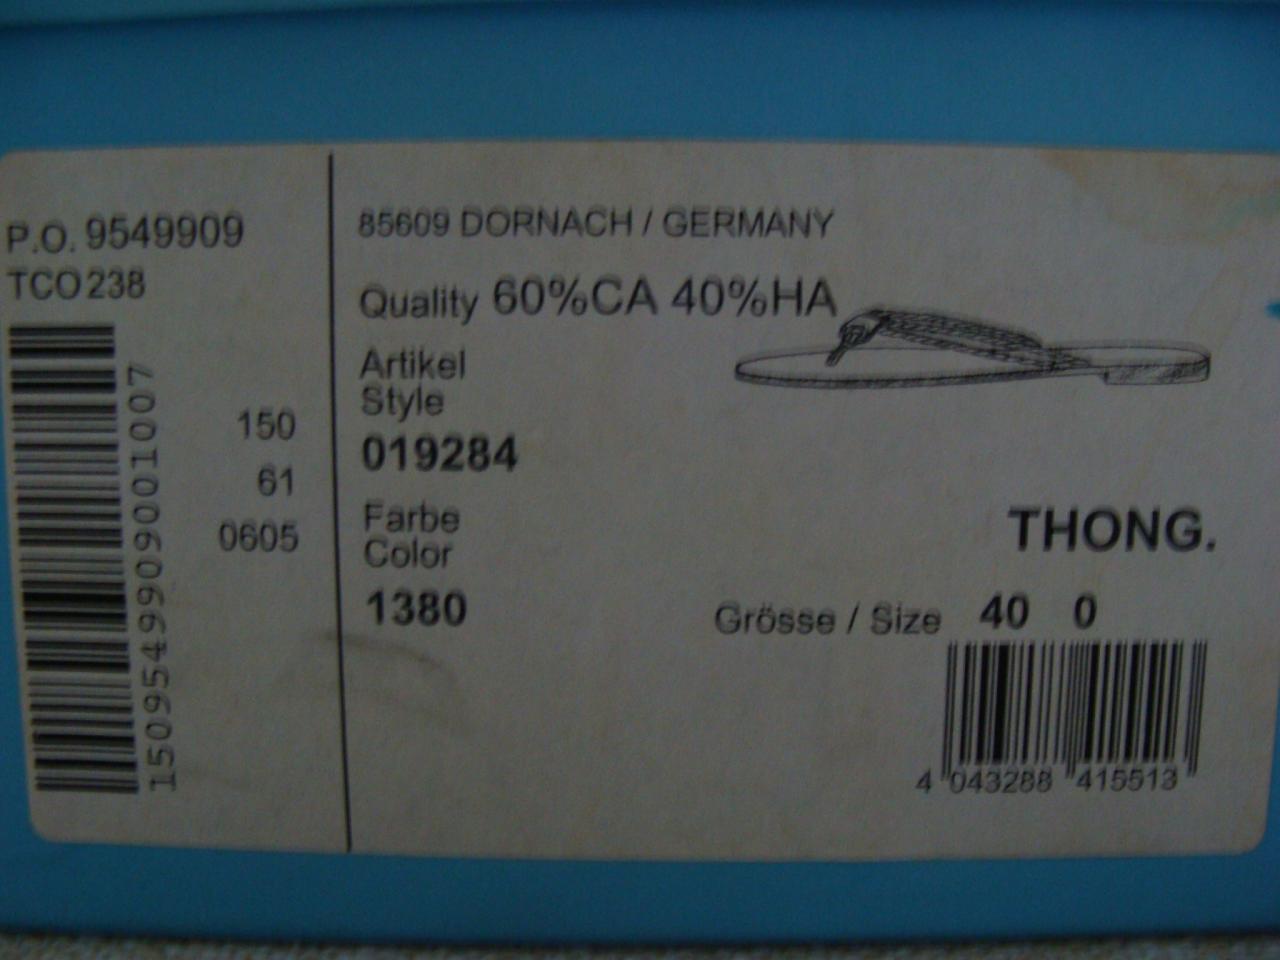 P.O. 9549909
TCO238
15095499090001007
150
61
0605
85609 DORNACH / GERMANY
Quality 60%CA 40%HA
Artikel
Style
019284
Farbe
Color
1380
THONG.
Grösse / Size 40 0
4 043288 415513